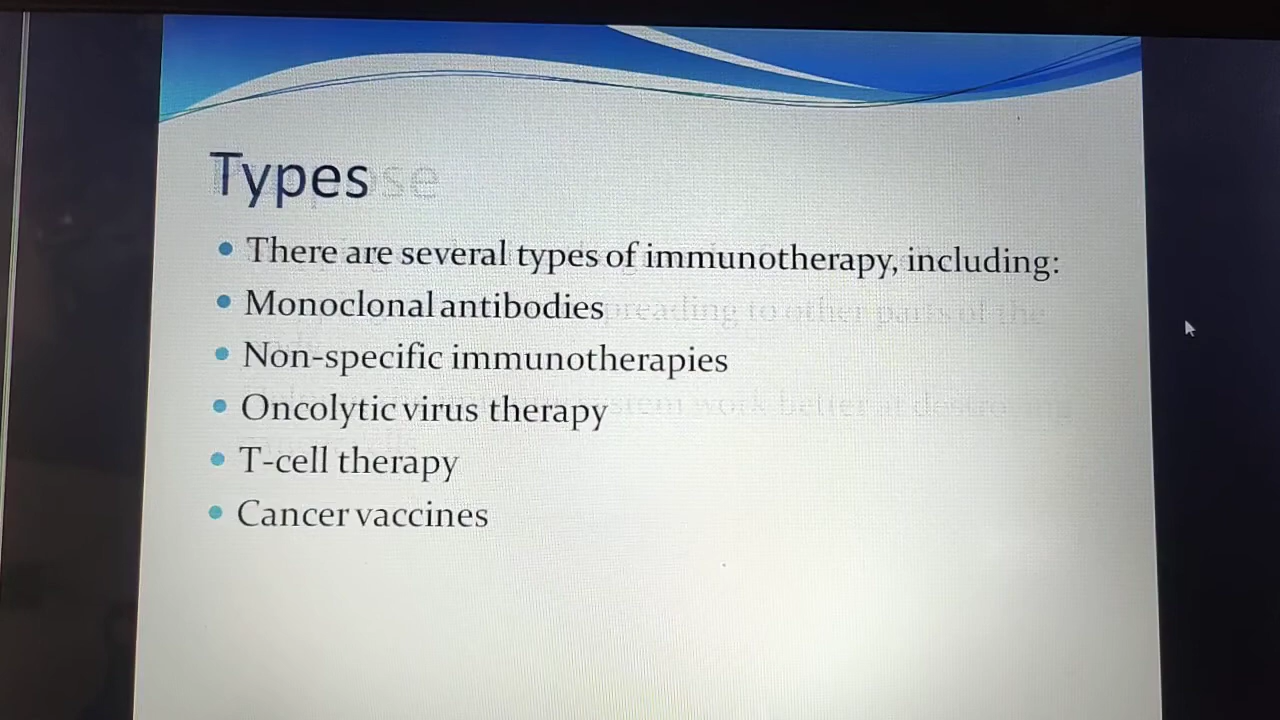 Types
There are several types of immunotherapy, including:
Monoclonal antibodies
Non-specific immunotherapies
Oncolytic virus therapy
T-cell therapy
Cancer vaccines